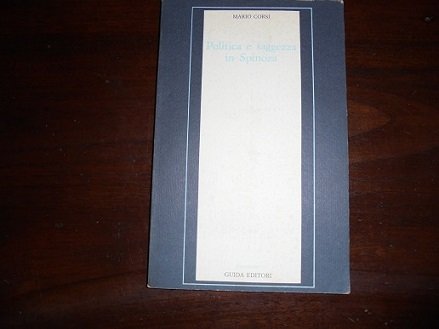 MARIO CORSI
Politica e saggezza
in Spinoza
GUIDA EDITORI